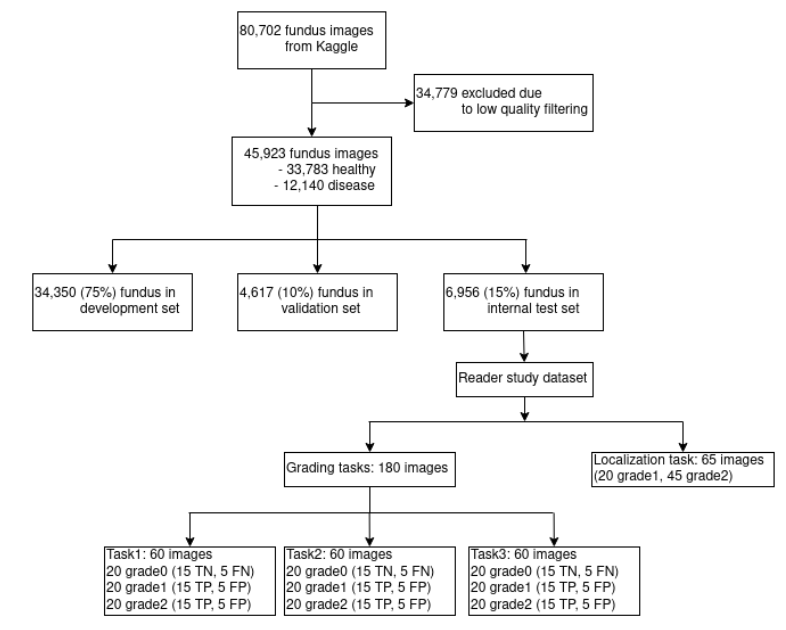 80,702 fundus images
from Kaggle
34,779 excluded due
to low quality filtering
45,923 fundus images
- 33,783 healthy
- 12,140 disease
34,350 (75%) fundus in
development set
4,617 (10%) fundus in
validation set
6,956 (15%) fundus in
internal test set
Reader study dataset
Grading tasks: 180 images
Localization task: 65 images
(20 grade1, 45 grade2)
Task1: 60 images
20 grade0 (15 TN, 5 FN)
20 grade1 (15 TP, 5 FP)
20 grade2 (15 TP, 5 FP)
Task2: 60 images
20 grade0 (15 TN, 5 FN)
20 grade1 (15 TP, 5 FP)
20 grade2 (15 TP, 5 FP)
Task3: 60 images
20 grade0 (15 TN, 5 FN)
20 grade1 (15 TP, 5 FP)
20 grade2 (15 TP, 5 FP)